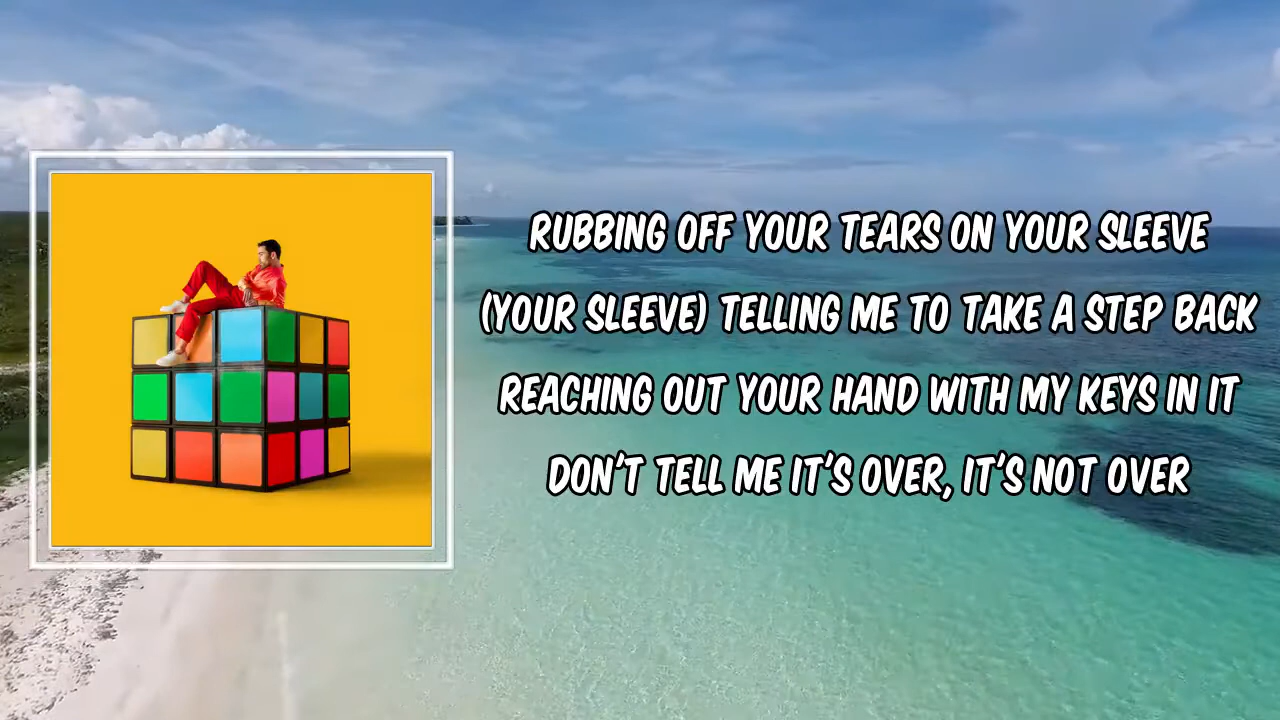 RUBBING OFF YOUR TEARS ON YOUR SLEEVE
(YOUR SLEEVE) TELLING ME TO TAKE A STEP BACK
REACHING OUT YOUR HAND WITH MY KEYS IN IT
DON'T TELL ME IT'S OVER, IT'S NOT OVER